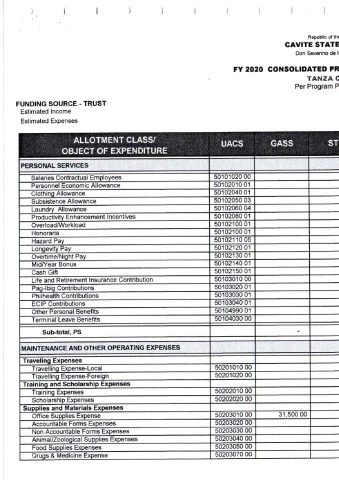 Republic of the
CAVITE STATE
Don Severino de l
FY 2020 CONSOLIDATED PR
TANZA C
Per Program P
FUNDING SOURCE - TRUST
Estimated Income
Estimated Expenses
ALLOTMENT CLASS/ OBJECT OF EXPENDITURE UACS GASS ST
PERSONAL SERVICES
Salaries Contractual Employees 50101020 00
Personnel Economic Allowance 50102010 01
Clothing Allowance 50102040 01
Subsistence Allowance 50102050 03
Laundry Allowance 50102060 04
Productivity Enhancement Incentives 50102080 01
Overload/Workload 50102100 01
Honoraria 50102100 01
Hazard Pay 50102110 05
Longevity Pay 50102120 01
Overtime/Night Pay 50102130 01
Mid/Year Bonus 50102140 01
Cash Gift 50102150 01
Life and Retirement Insurance Contribution 50103010 00
Pag-Ibig Contributions 50103020 01
Philhealth Contributions 50103030 01
ECIP Contributions 50103040 01
Other Personal Benefits 50104990 01
Terminal Leave Benefits 50104030 00
Sub-total, PS -
MAINTENANCE AND OTHER OPERATING EXPENSES
Traveling Expenses
Travelling Expense-Local 50201010 00
Travelling Expense-Foreign 50201020 00
Training and Scholarship Expenses
Training Expenses 50202010 00
Scholarship Expenses 50202020 00
Supplies and Materials Expenses
Office Supplies Expense 50203010 00 31,500.00
Accountable Forms Expenses 50203020 00
Non Accountable Forms Expenses 50203030 00
Animal/Zoological Supplies Expenses 50203040 00
Food Supplies Expenses 50203050 00
Drugs & Medicine Expense 50203070 00